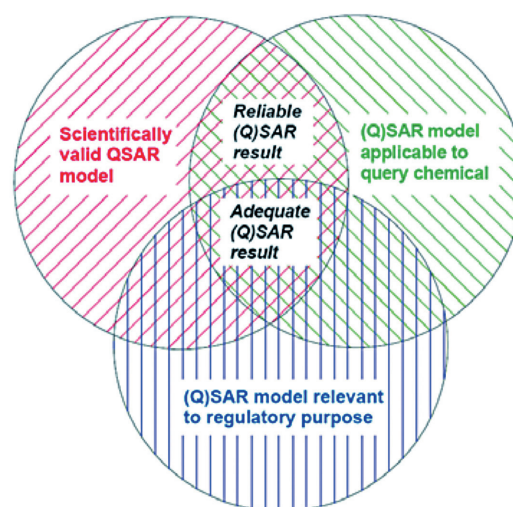 Reliable
(Q)SAR
result
Scientifically
valid QSAR
model
(Q)SAR model
applicable to
query chemical
Adequate
(Q)SAR
result
(Q)SAR model relevant
to regulatory purpose